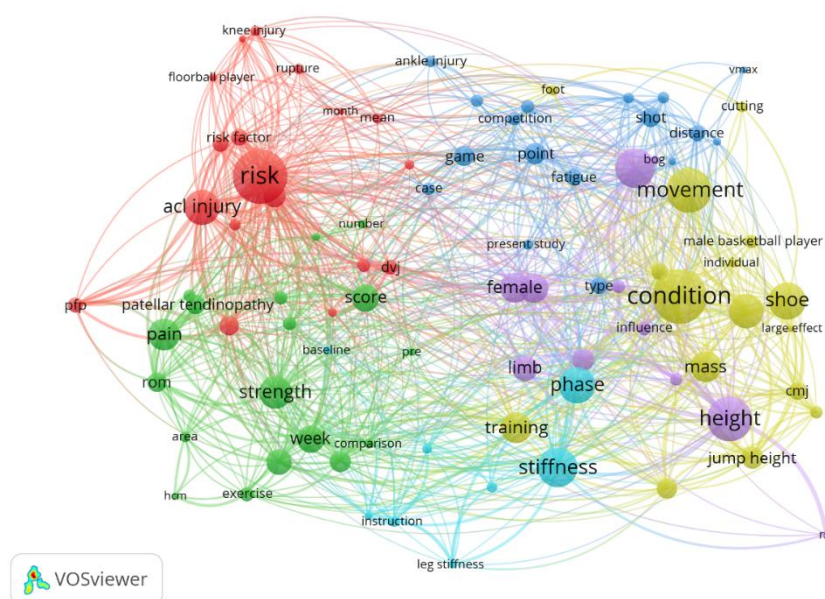 knee injury
ankle injury
floorball player
rupture
vmax
foot
month
mean
competition
shot
cutting
risk factor
distance
game
point
bog
risk
case
fatigue
movement
acl injury
number
present study
male basketball player
dvj
individual
female
type
condition
shoe
pfp
patellar tendinopathy
score
influence
large effect
pain
baseline
pre
limb
mass
rom
strength
phase
cmj
height
area
week
comparison
training
jump height
stiffness
hcm
exercise
instruction
leg stiffness
VOSviewer